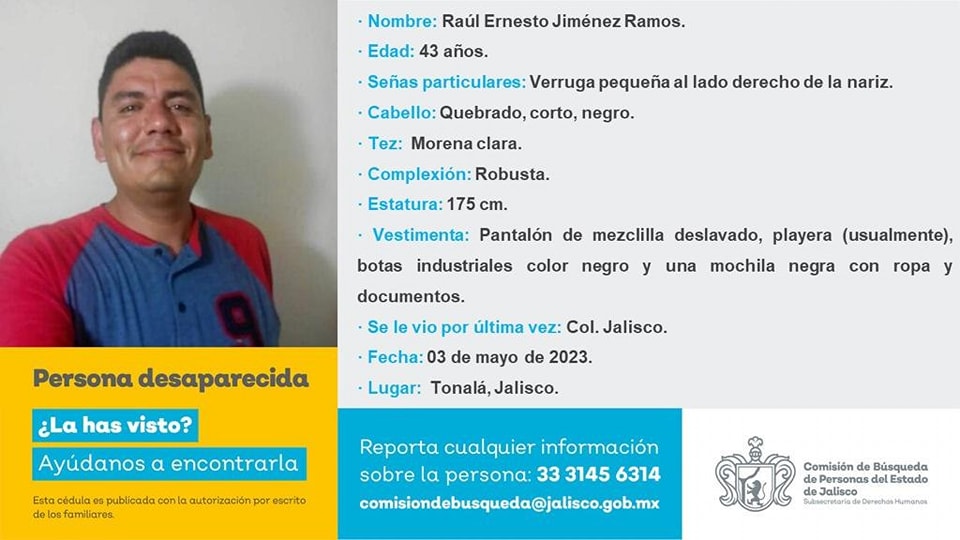 · Nombre: Raúl Ernesto Jiménez Ramos.
· Edad: 43 años.
· Señas particulares: Verruga pequeña al lado derecho de la nariz.
· Cabello: Quebrado, corto, negro.
· Tez: Morena clara.
· Complexión: Robusta.
· Estatura: 175 cm.
· Vestimenta: Pantalón de mezclilla deslavado, playera (usualmente),
botas industriales color negro y una mochila negra con ropa y
documentos.
· Se le vio por última vez: Col. Jalisco.
· Fecha: 03 de mayo de 2023.
· Lugar: Tonalá, Jalisco.
9
Persona desaparecida
¿La has visto?
Ayúdanos a encontrarla
Esta cédula es publicada con la autorización por escrito
de los familiares.
Reporta cualquier información
sobre la persona: 33 3145 6314
comisiondebusqueda@jalisco.gob.mx
Comisión de Búsqueda
de Personas del Estado
de Jalisco
Subsecretaría de Derechos Humanos